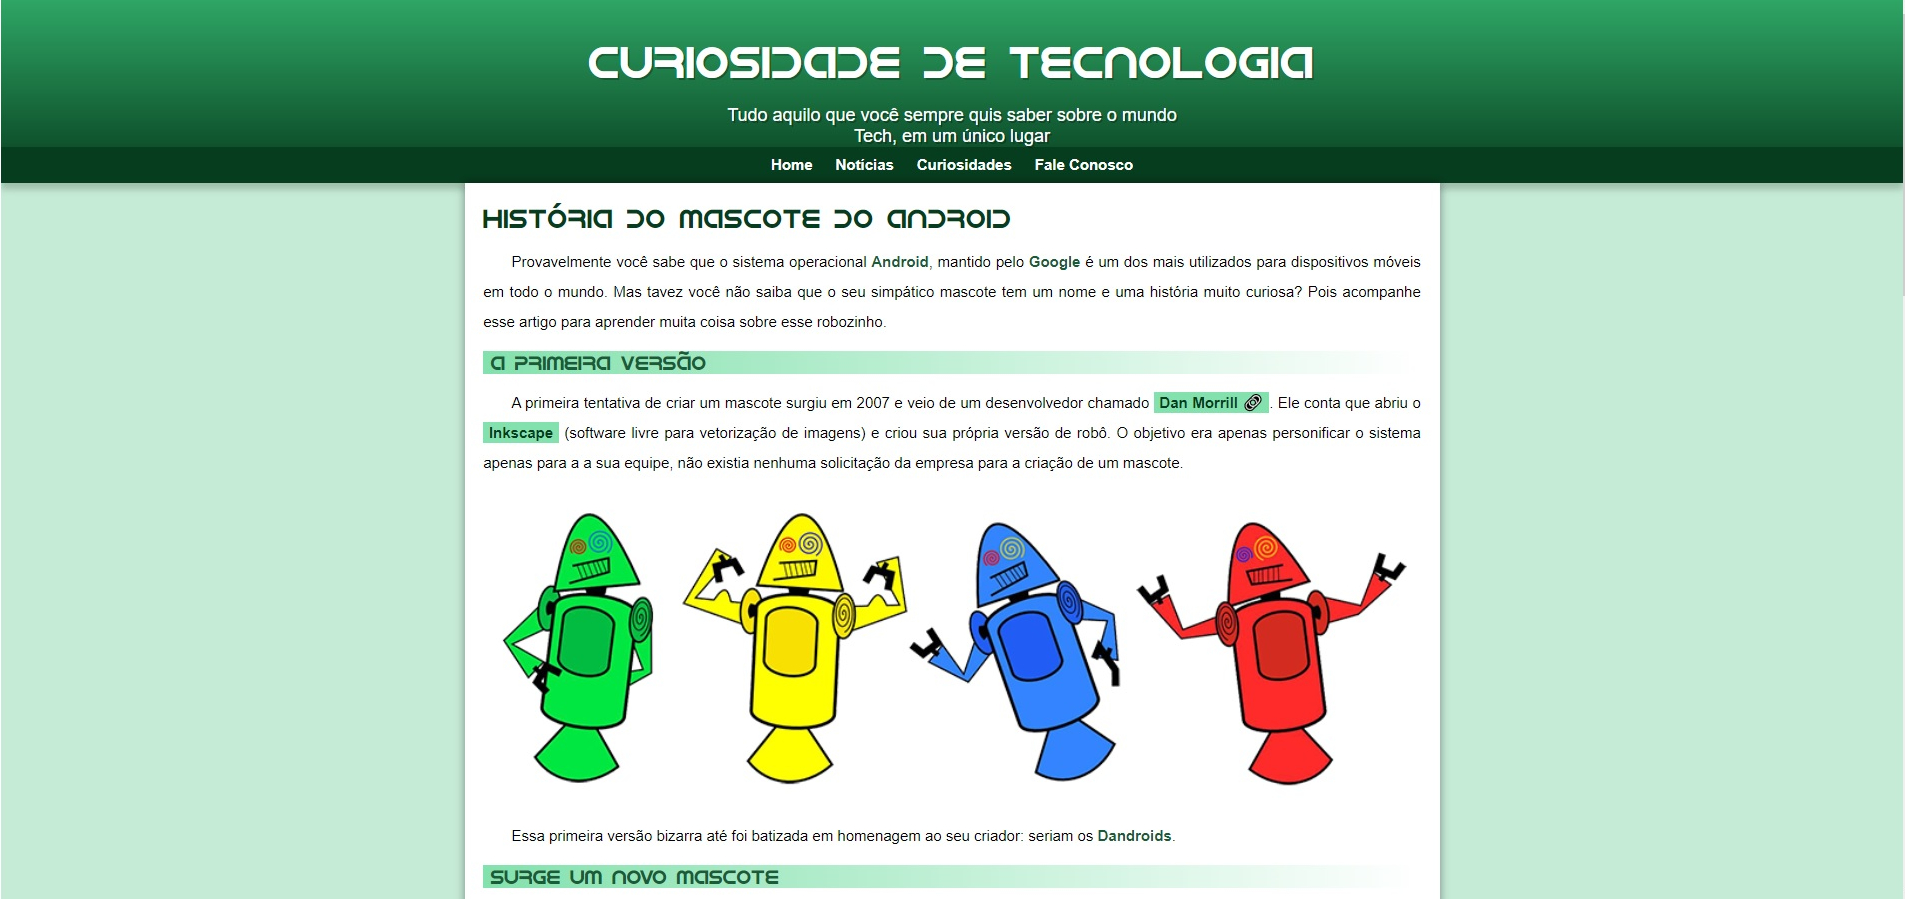 CURIOSIDADE DE TECNOLOGIA
Tudo aquilo que você sempre quis saber sobre o mundo
Tech, em um único lugar
Home Notícias Curiosidades Fale Conosco
HISTÓRIA DO MASCOTE DO ANDROID
Provavelmente você sabe que o sistema operacional Android, mantido pelo Google é um dos mais utilizados para dispositivos móveis
em todo o mundo. Mas tavez você não saiba que o seu simpático mascote tem um nome e uma história muito curiosa? Pois acompanhe
esse artigo para aprender muita coisa sobre esse robozinho.
A PRIMEIRA VERSÃO
A primeira tentativa de criar um mascote surgiu em 2007 e veio de um desenvolvedor chamado Dan Morrill . Ele conta que abriu o
Inkscape (software livre para vetorização de imagens) e criou sua própria versão de robô. O objetivo era apenas personificar o sistema
apenas para a a sua equipe, não existia nenhuma solicitação da empresa para a criação de um mascote.
Essa primeira versão bizarra até foi batizada em homenagem ao seu criador: seriam os Dandroids.
SURGE UM NOVO MASCOTE